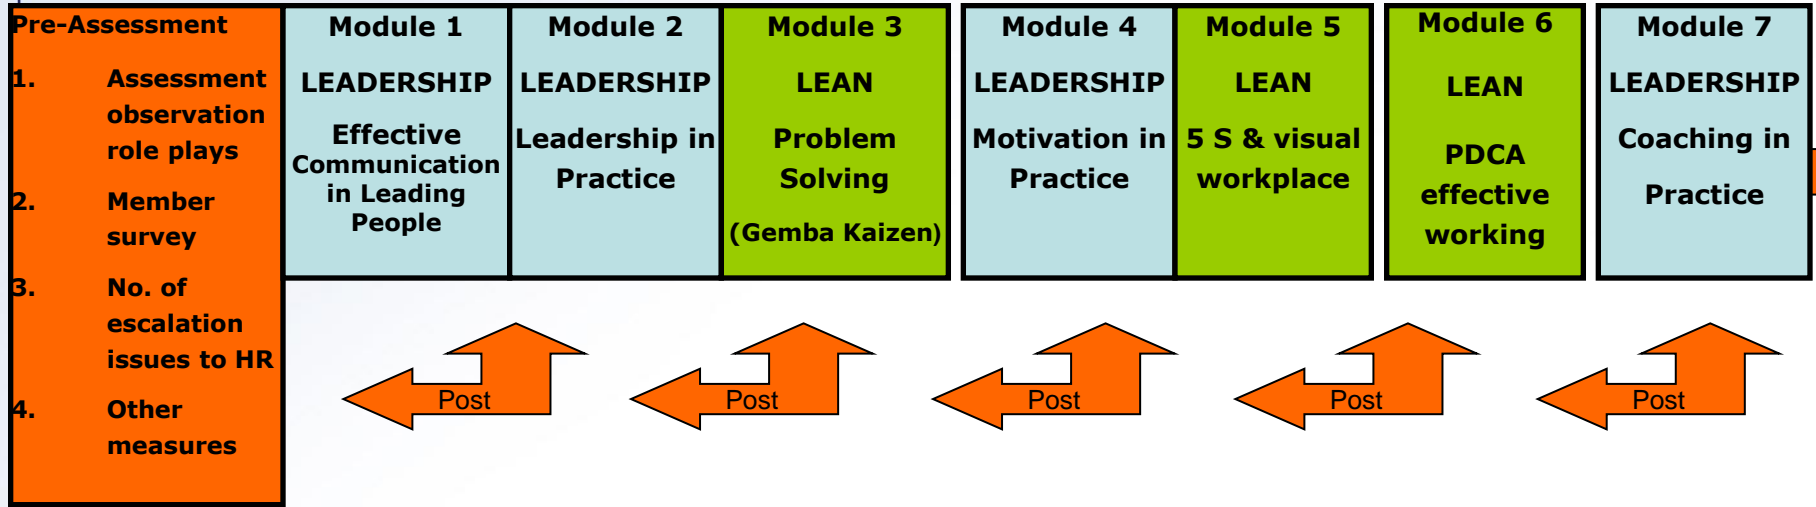 Pre-Assessment
1. Assessment
observation
role plays
2. Member
survey
3. No. of
escalation
issues to HR
4. Other
measures
Module 1
LEADERSHIP
Effective
Communication
in Leading
People
Module 2
LEADERSHIP
Leadership in
Practice
Module 3
LEAN
Problem
Solving
(Gemba Kaizen)
Module 4
LEADERSHIP
Motivation in
Practice
Module 5
LEAN
5 S & visual
workplace
Module 6
LEAN
PDCA
effective
working
Module 7
LEADERSHIP
Coaching in
Practice
Post
Post
Post
Post
Post